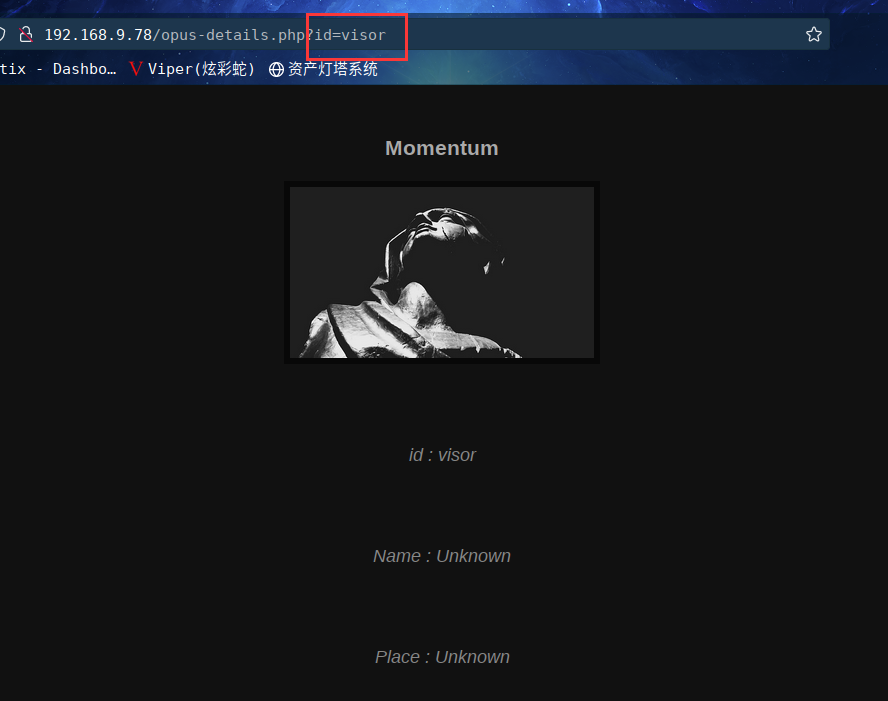 192.168.9.78/opus-details.php?id=visor
tix - Dashbo… Viper(炫彩蛇) 资产灯塔系统
Momentum
id : visor
Name : Unknown
Place : Unknown